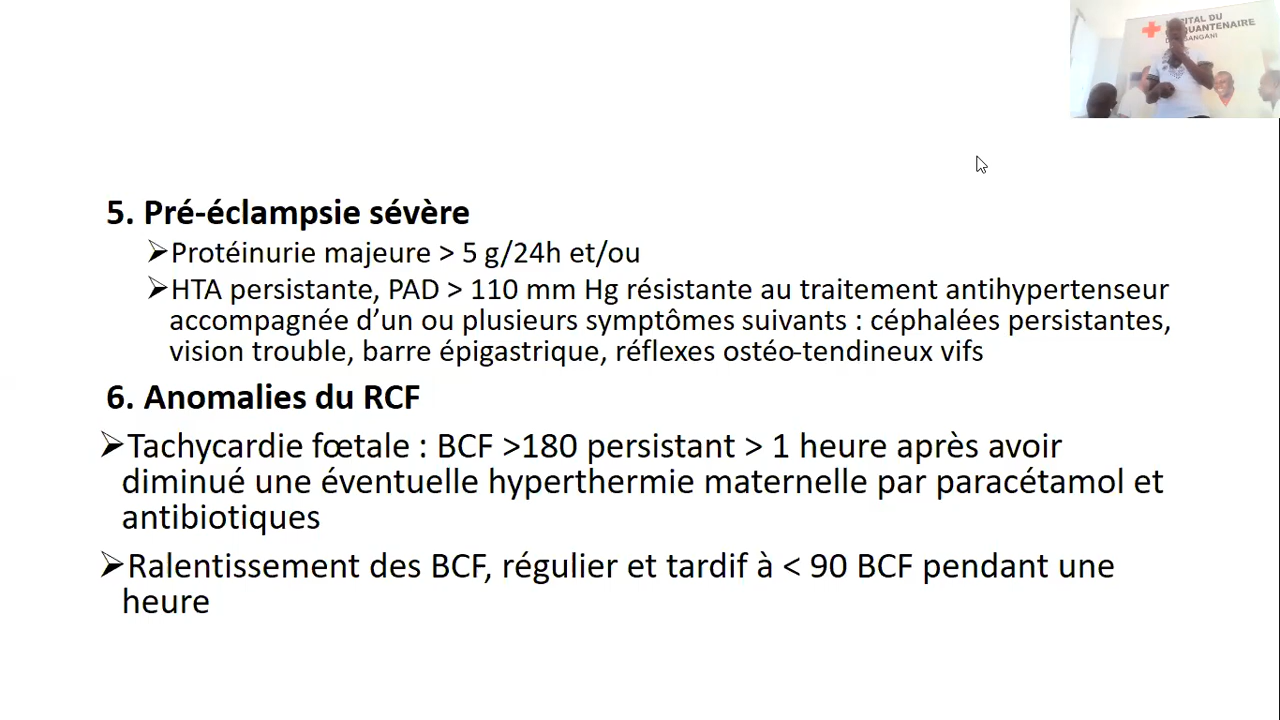 HÔPITAL DU
CINQUANTENAIRE
5. Pré-éclampsie sévère
➢Protéinurie majeure > 5 g/24h et/ou
➢HTA persistante, PAD > 110 mm Hg résistante au traitement antihypertenseur
accompagnée d’un ou plusieurs symptômes suivants : céphalées persistantes,
vision trouble, barre épigastrique, réflexes ostéo-tendineux vifs
6. Anomalies du RCF
➢Tachycardie fœtale : BCF >180 persistant > 1 heure après avoir
diminué une éventuelle hyperthermie maternelle par paracétamol et
antibiotiques
➢Ralentissement des BCF, régulier et tardif à < 90 BCF pendant une
heure